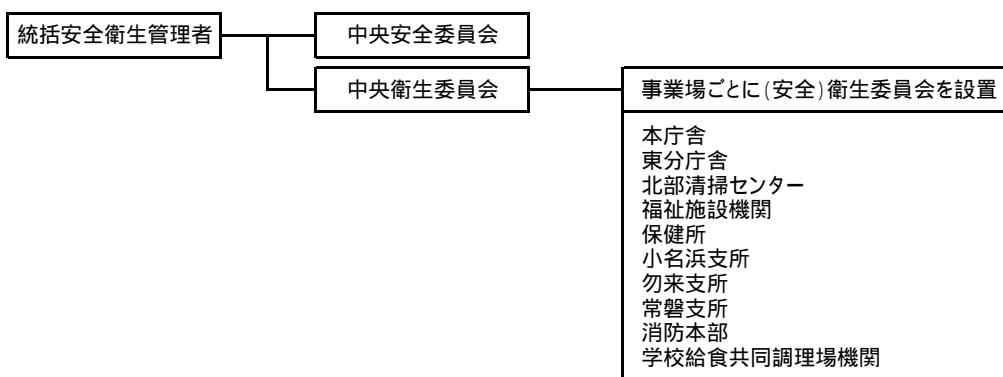 統括安全衛生管理者
中央安全委員会
中央衛生委員会
事業場ごとに(安全)衛生委員会を設置
本庁舎
東分庁舎
北部清掃センター
福祉施設機関
保健所
小名浜支所
勿来支所
常磐支所
消防本部
学校給食共同調理場機関